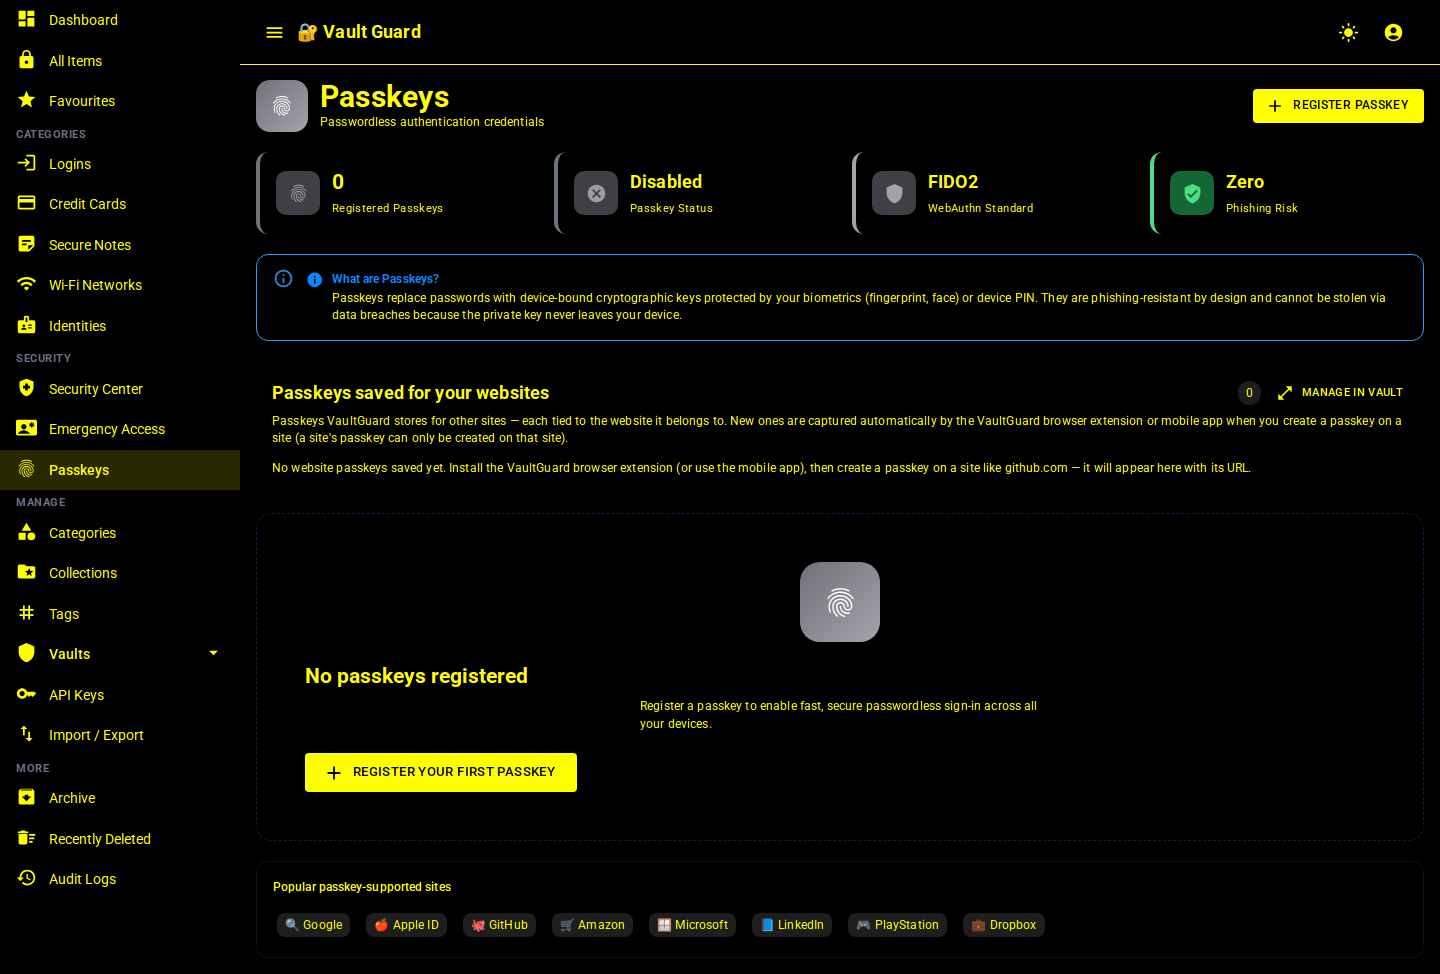 Dashboard
All Items
Favourites
CATEGORIES
Logins
Credit Cards
Secure Notes
Wi-Fi Networks
Identities
SECURITY
Security Center
Emergency Access
Passkeys
MANAGE
Categories
Collections
Tags
Vaults
API Keys
Import / Export
MORE
Archive
Recently Deleted
Audit Logs
Vault Guard
Passkeys
Passwordless authentication credentials
REGISTER PASSKEY
0
Registered Passkeys
Disabled
Passkey Status
FIDO2
WebAuthn Standard
Zero
Phishing Risk
What are Passkeys?
Passkeys replace passwords with device-bound cryptographic keys protected by your biometrics (fingerprint, face) or device PIN. They are phishing-resistant by design and cannot be stolen via
data breaches because the private key never leaves your device.
Passkeys saved for your websites
0
MANAGE IN VAULT
Passkeys VaultGuard stores for other sites — each tied to the website it belongs to. New ones are captured automatically by the VaultGuard browser extension or mobile app when you create a passkey on a
site (a site's passkey can only be created on that site).
No website passkeys saved yet. Install the VaultGuard browser extension (or use the mobile app), then create a passkey on a site like github.com — it will appear here with its URL.
No passkeys registered
Register a passkey to enable fast, secure passwordless sign-in across all
your devices.
REGISTER YOUR FIRST PASSKEY
Popular passkey-supported sites
Google
Apple ID
GitHub
Amazon
Microsoft
LinkedIn
PlayStation
Dropbox